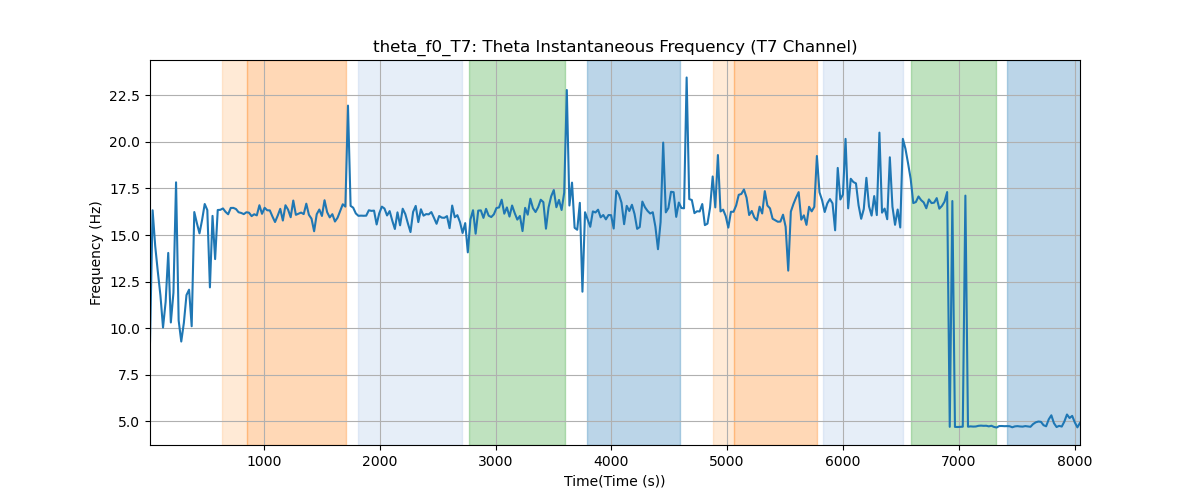 theta_f0_T7: Theta Instantaneous Frequency (T7 Channel)
Frequency (Hz)
22.5
20.0
17.5
15.0
12.5
10.0
7.5
5.0
1000 2000 3000 4000 5000 6000 7000 8000
Time(Time (s))